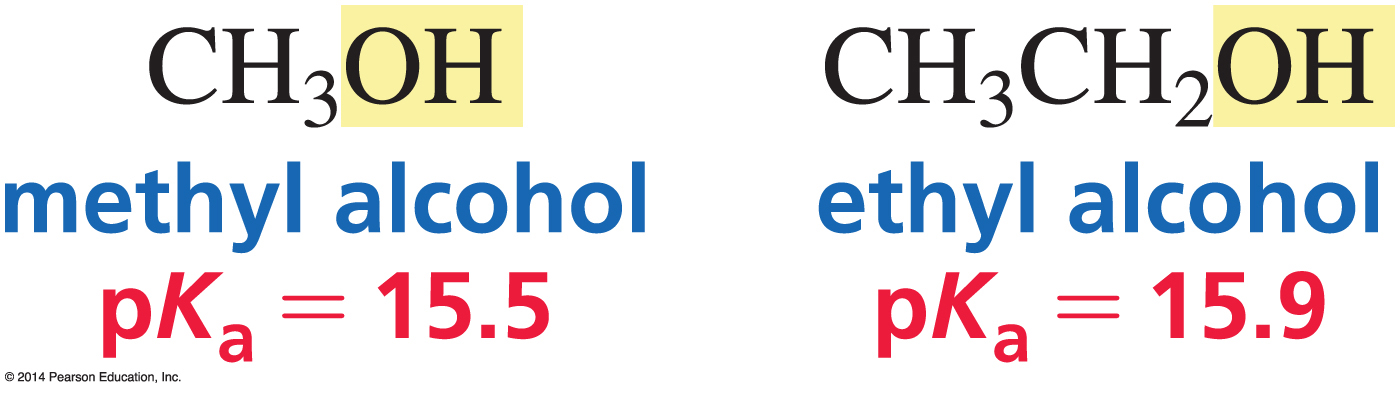 CH₃OH CH₃CH₂OH
methyl alcohol ethyl alcohol
pKₐ = 15.5 pKₐ = 15.9
© 2014 Pearson Education, Inc.